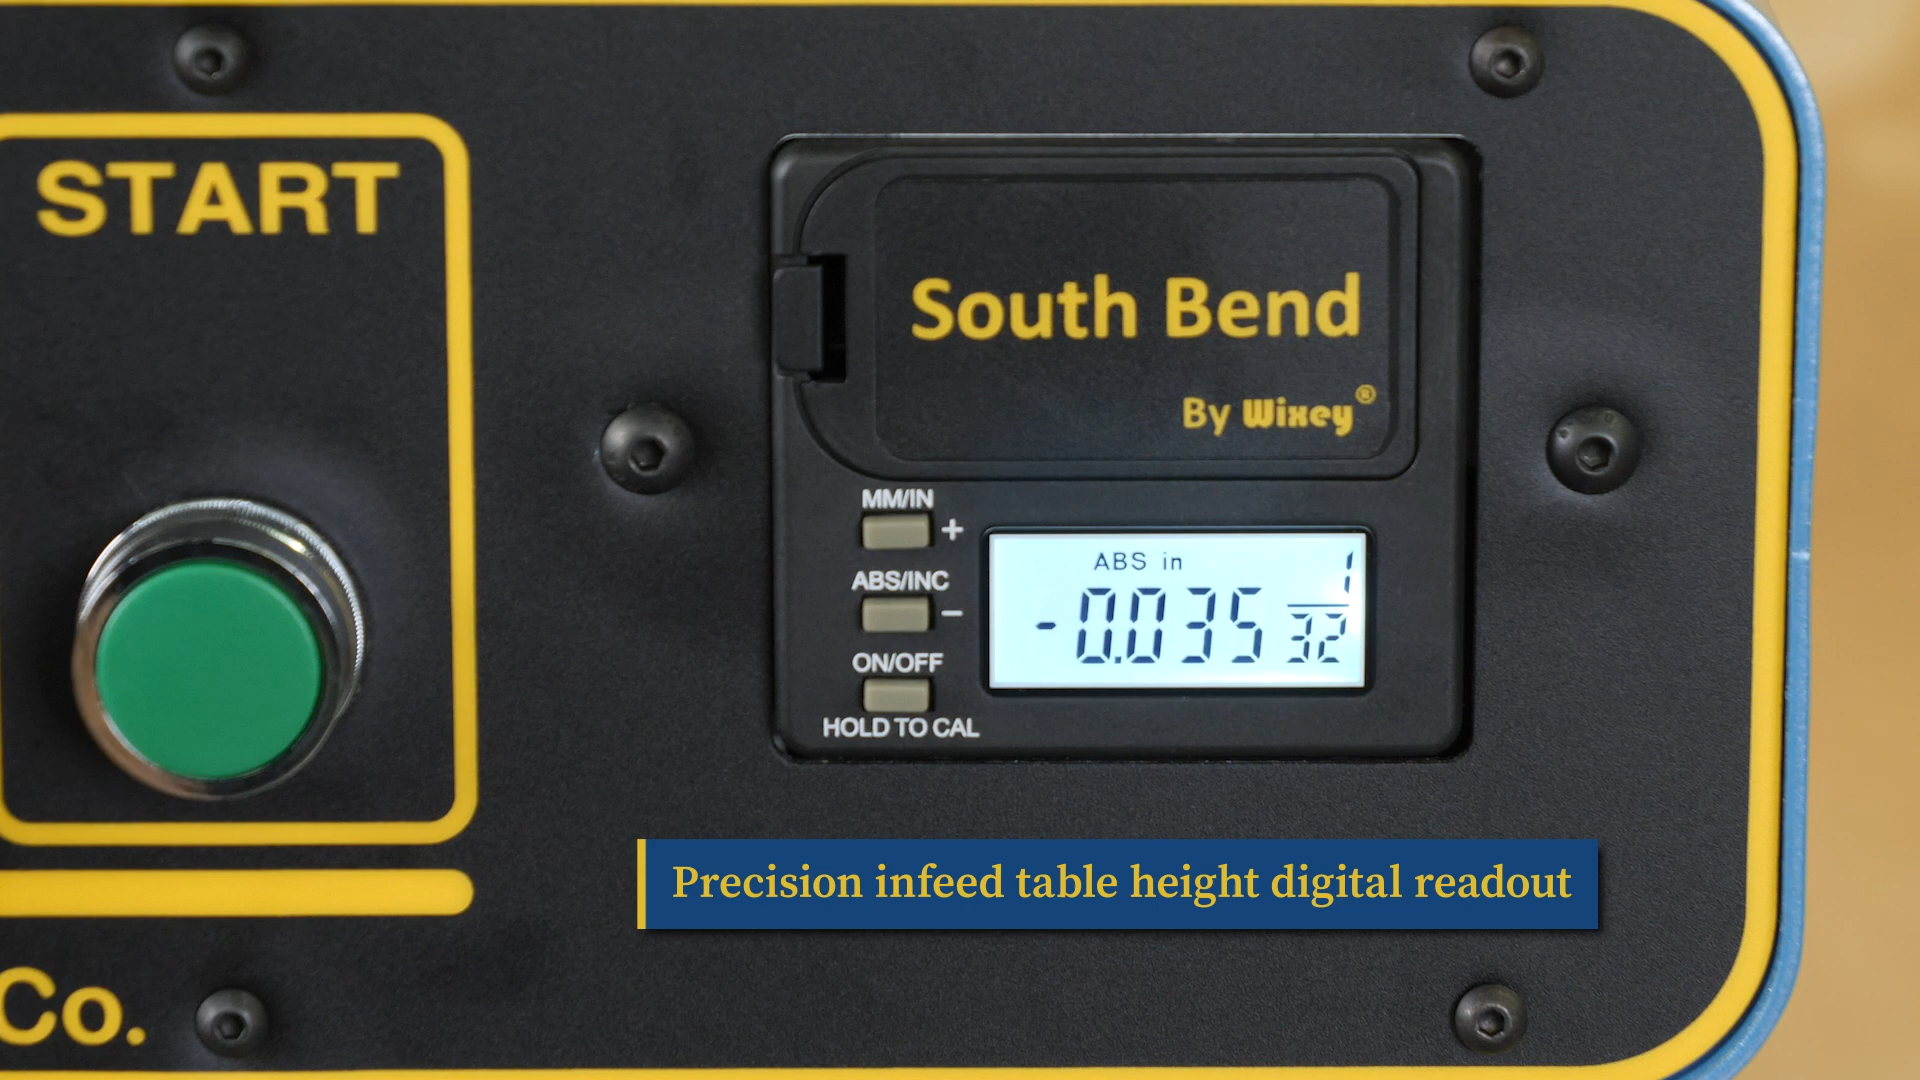 START
South Bend
By Wixey®
MM/IN
+
ABS/INC
-
ON/OFF
HOLD TO CAL
ABS in
-0.035 1/32
Precision infeed table height digital readout
Co.